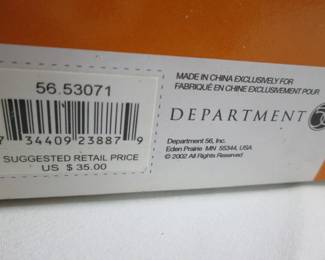 56.53071
7 34409 23887 9
SUGGESTED RETAIL PRICE
US $ 35.00
MADE IN CHINA EXCLUSIVELY FOR
FABRIQUÉ EN CHINE EXCLUSIVEMENT POUR
DEPARTMENT
Department 56, Inc.
Eden Prairie MN 55344, USA
© 2002 All Rights Reserved